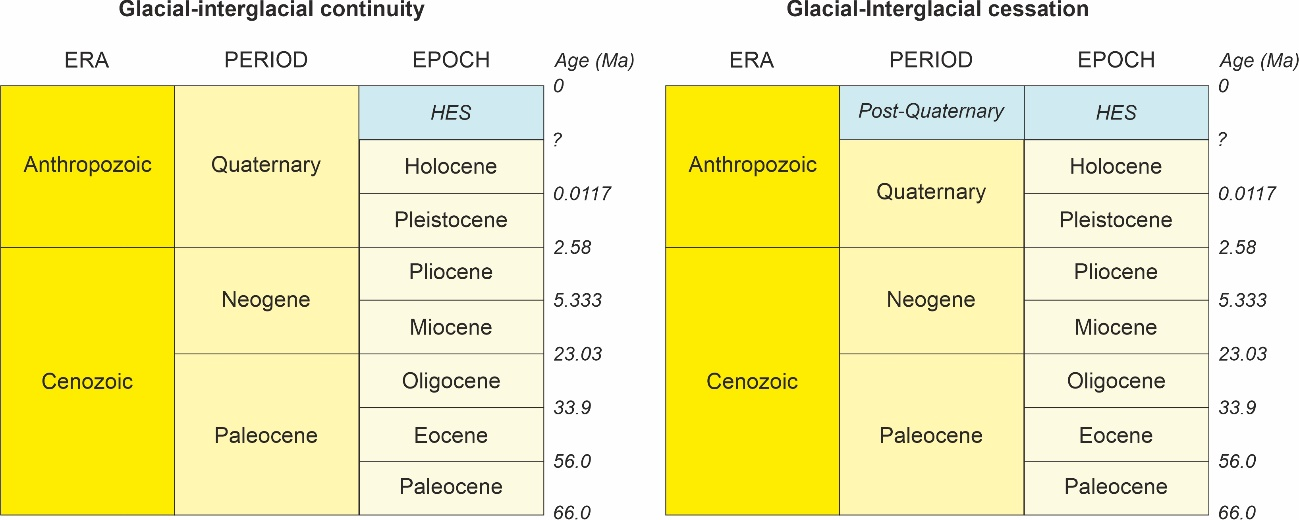 Glacial-interglacial continuity
ERA PERIOD EPOCH Age (Ma)
0
HES
?
Anthropozoic Quaternary Holocene
0.0117
Pleistocene
2.58
Pliocene
Neogene 5.333
Miocene
23.03
Cenozoic Oligocene
33.9
Paleocene Eocene
56.0
Paleocene
66.0
Glacial-Interglacial cessation
ERA PERIOD EPOCH Age (Ma)
0
Post-Quaternary HES
?
Anthropozoic Holocene
Quaternary 0.0117
Pleistocene
2.58
Pliocene
Neogene 5.333
Miocene
23.03
Cenozoic Oligocene
33.9
Paleocene Eocene
56.0
Paleocene
66.0